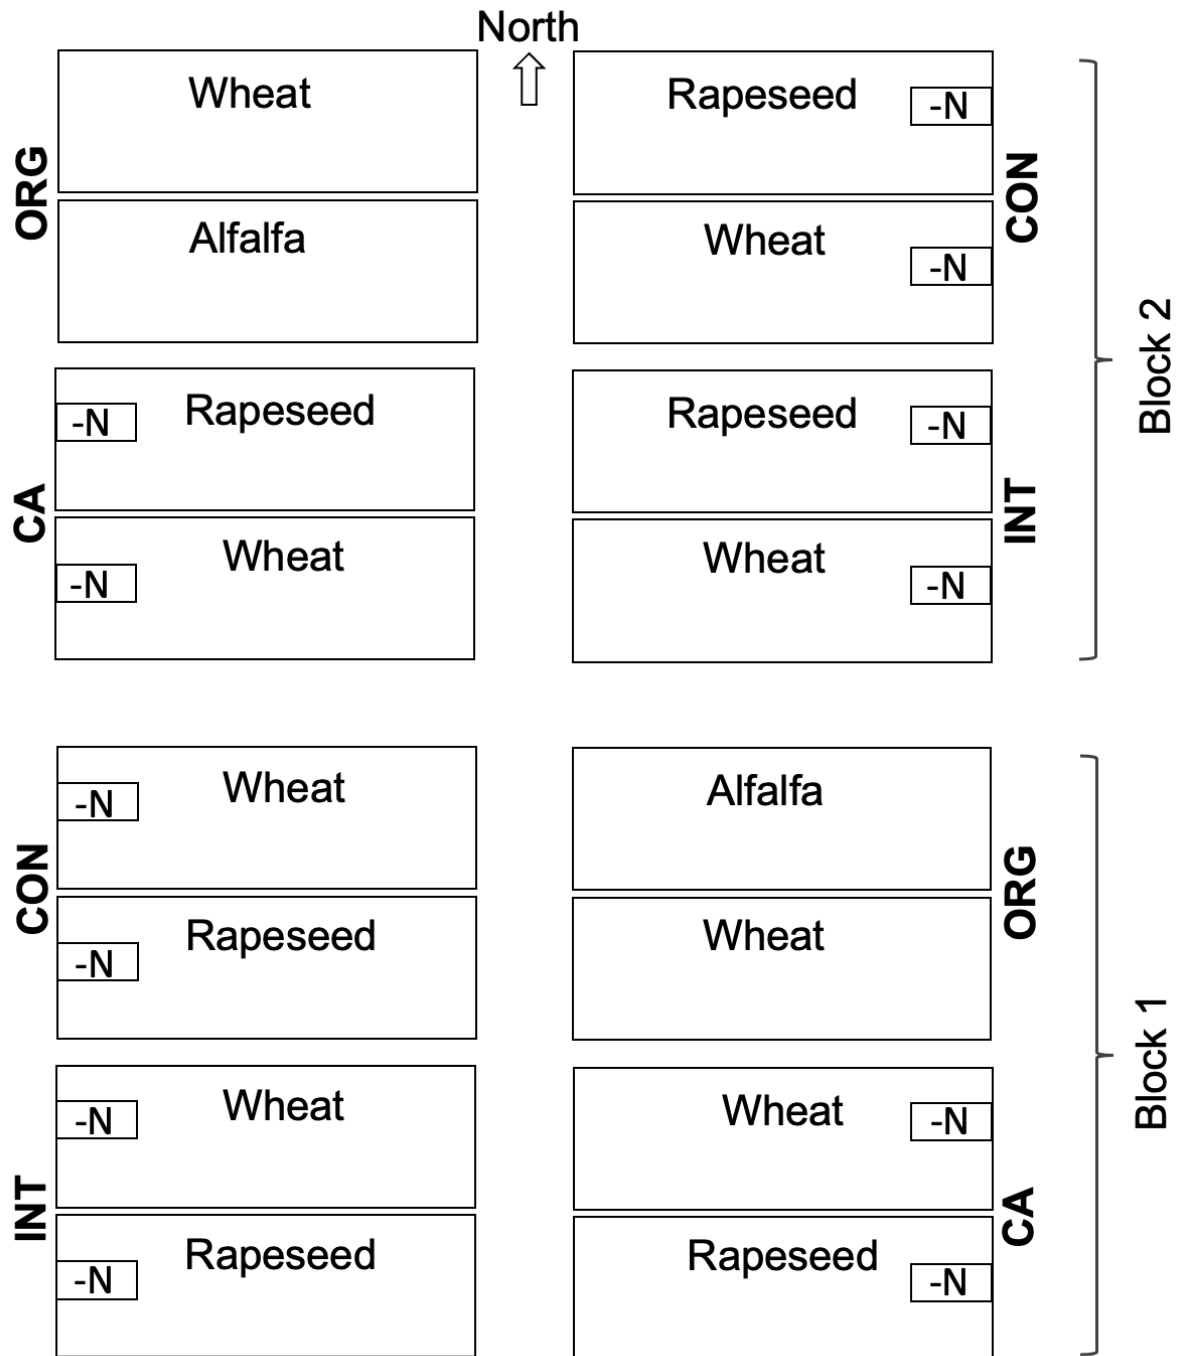 North
ORG
Wheat
Alfalfa
Rapeseed
-N
Wheat
-N
CON
CA
Rapeseed
-N
Wheat
-N
Rapeseed
-N
Wheat
-N
INT
Block 2
CON
Wheat
-N
Rapeseed
-N
Alfalfa
Wheat
ORG
INT
Wheat
-N
Rapeseed
-N
Wheat
-N
Rapeseed
-N
CA
Block 1